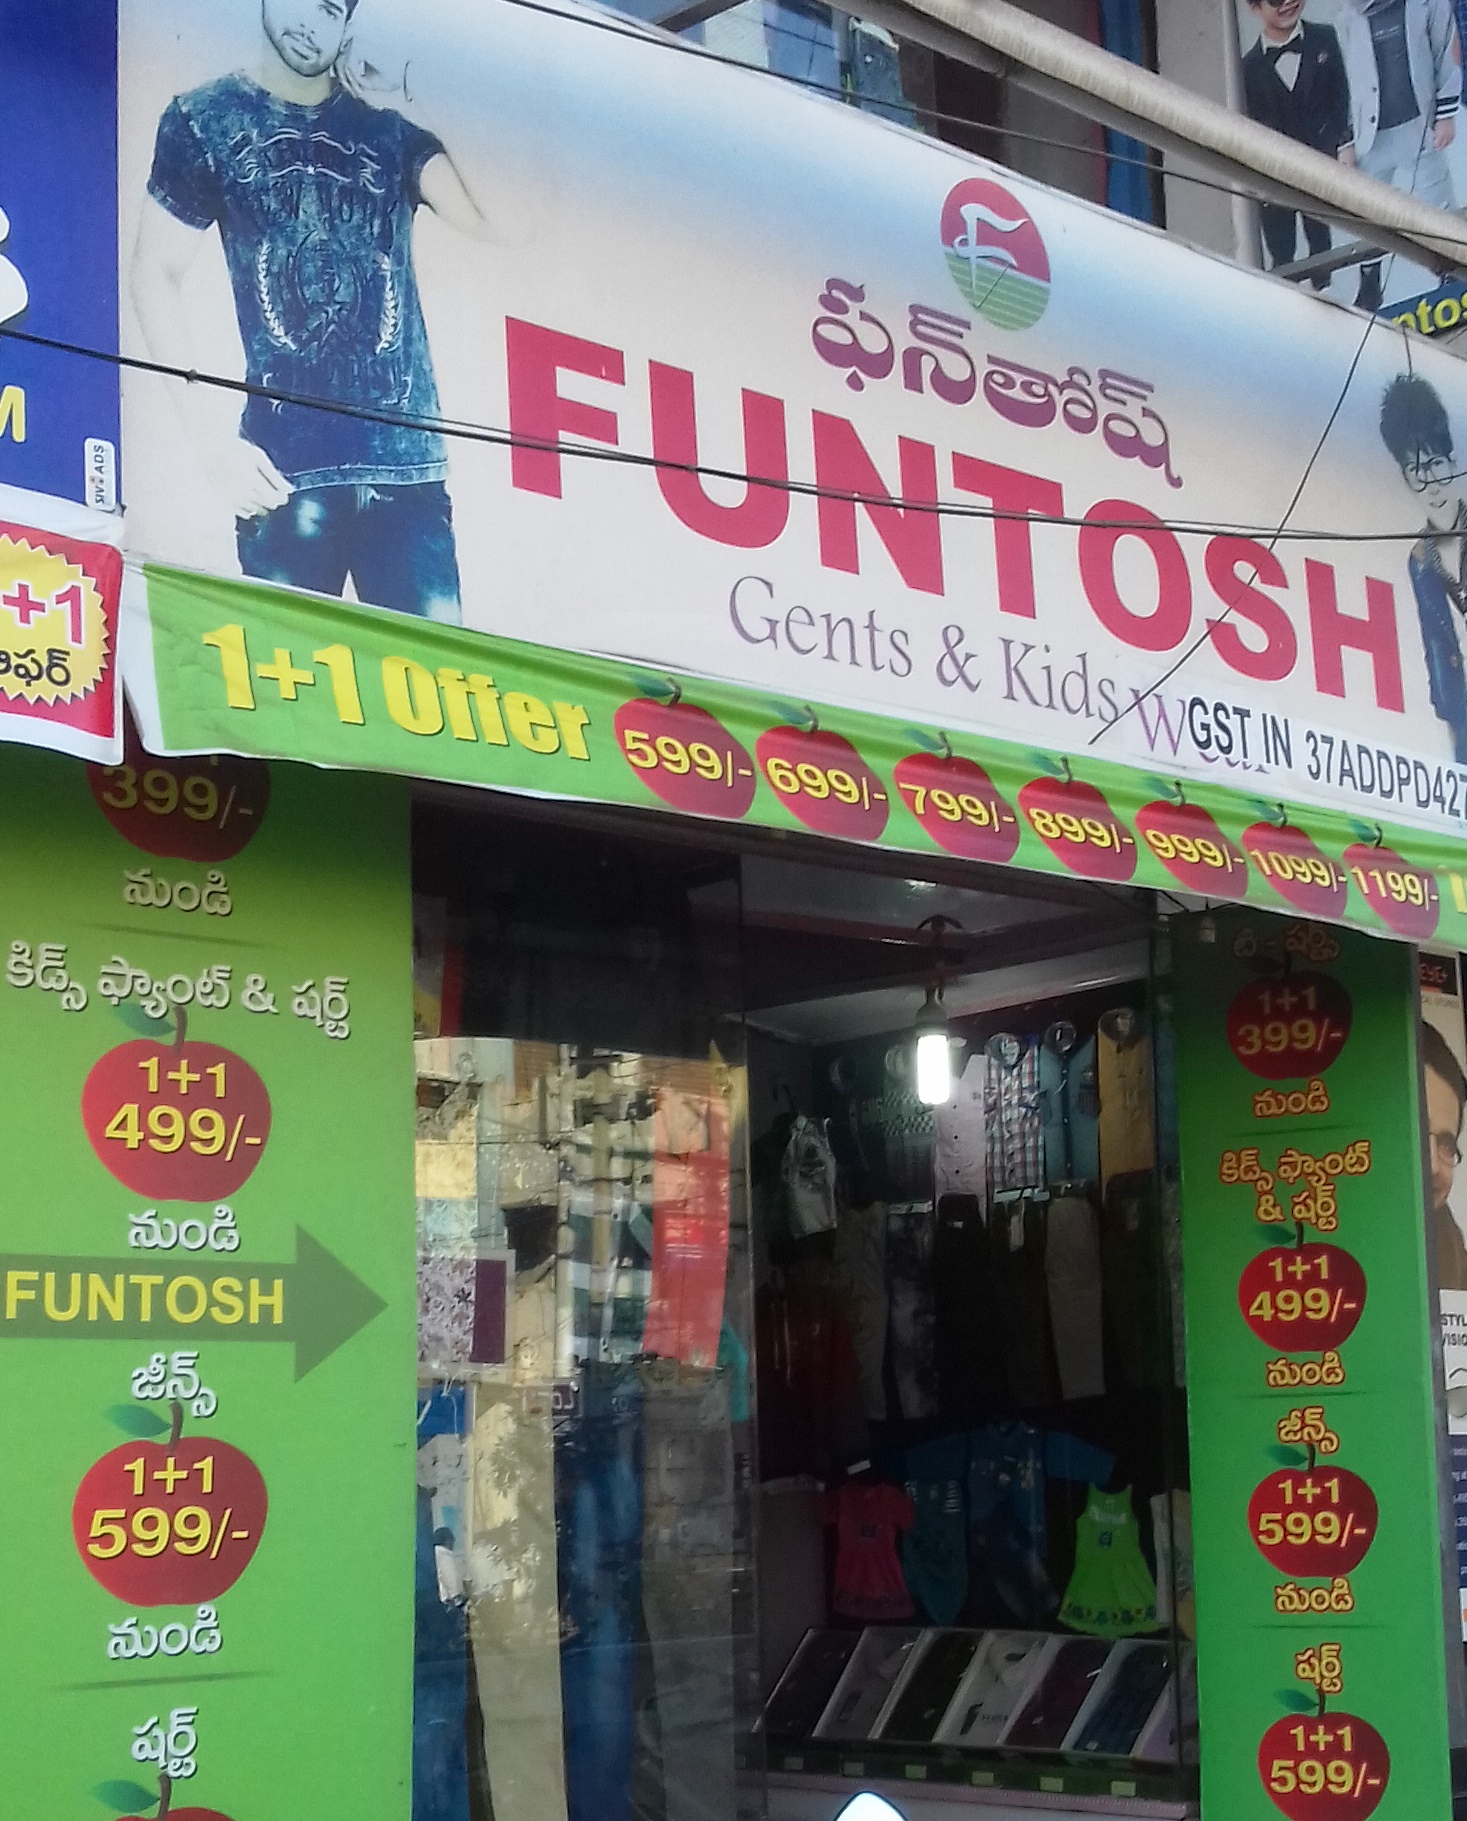 ఫన్‌తోష్
FUNTOSH
Gents & Kids
GST IN 37ADDPD427
M
SIV ADS
+1
ఆఫర్
1+1 Offer 599/- 699/- 799/- 899/- 999/- 1099/- 1199/-
399/-
నుండి
కిడ్స్ ఫ్యాంట్ & షర్ట్
1+1
499/-
నుండి
FUNTOSH
జీన్స్
1+1
599/-
నుండి
షర్ట్
టీ - షర్ట్స్
1+1
399/-
నుండి
కిడ్స్ ఫ్యాంట్
& షర్ట్
1+1
499/-
నుండి
జీన్స్
1+1
599/-
నుండి
షర్ట్
1+1
599/-